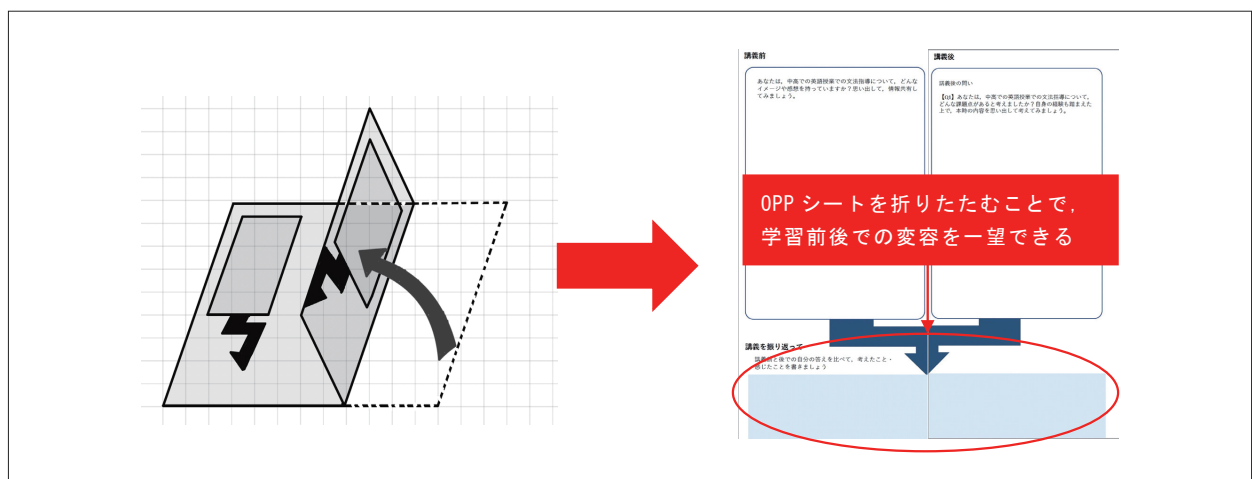 講義前
あなたは，中高での英語授業での文法指導について，どんな
イメージや感想を持っていますか？思い出して，情報共有し
てみましょう。
講義後
講義後の問い
【Q1】あなたは，中高での英語授業での文法指導について，
どんな課題点があると考えましたか？自身の経験も踏まえた
上で，本時の内容を思い出して考えてみましょう。
OPP シートを折りたたむことで，
学習前後での変容を一望できる
講義を振り返って
講義前と後での自分の答えを比べて，考えたこと・
感じたことを書きましょう